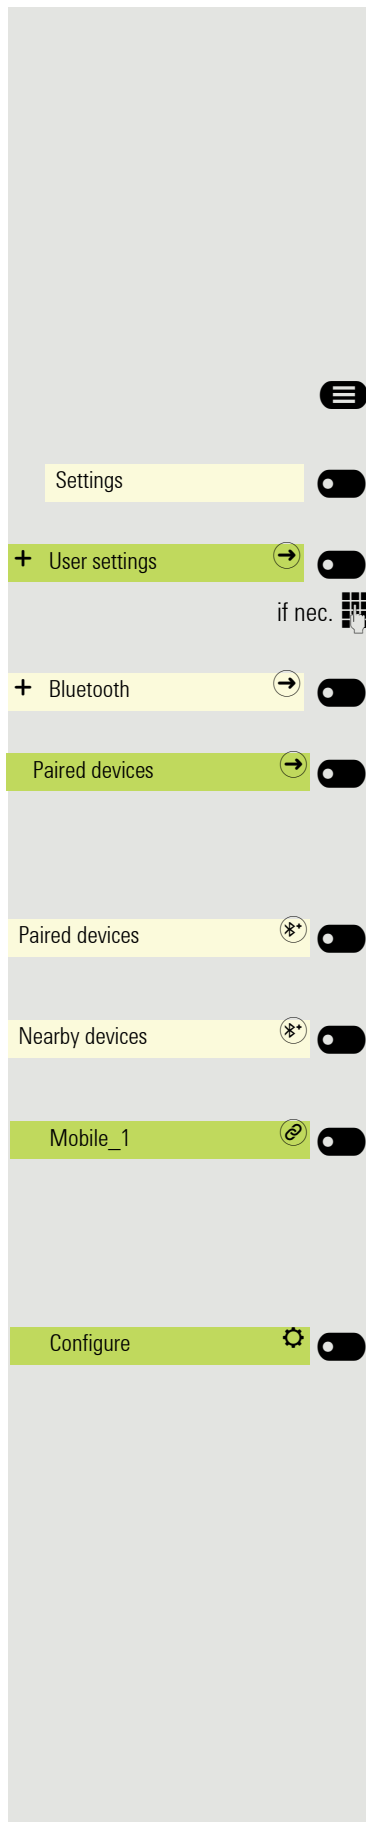 Settings
+ User settings
if nec.
+ Bluetooth
Paired devices
Paired devices
Nearby devices
Mobile_1
Configure